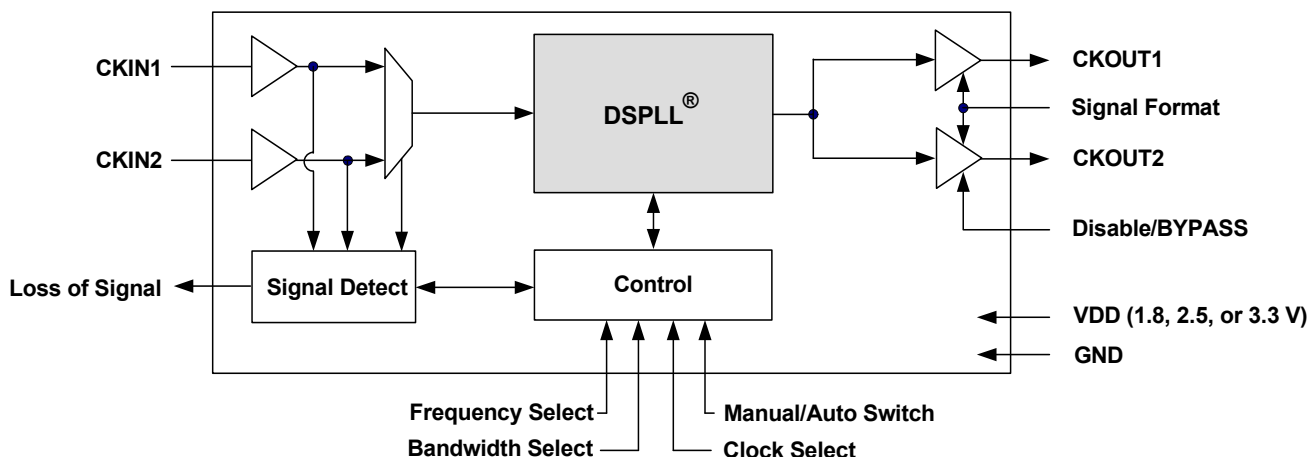 CKIN1
CKIN2
DSPLL®
CKOUT1
Signal Format
CKOUT2
Disable/BYPASS
Loss of Signal
Signal Detect
Control
VDD (1.8, 2.5, or 3.3 V)
GND
Frequency Select
Manual/Auto Switch
Bandwidth Select
Clock Select